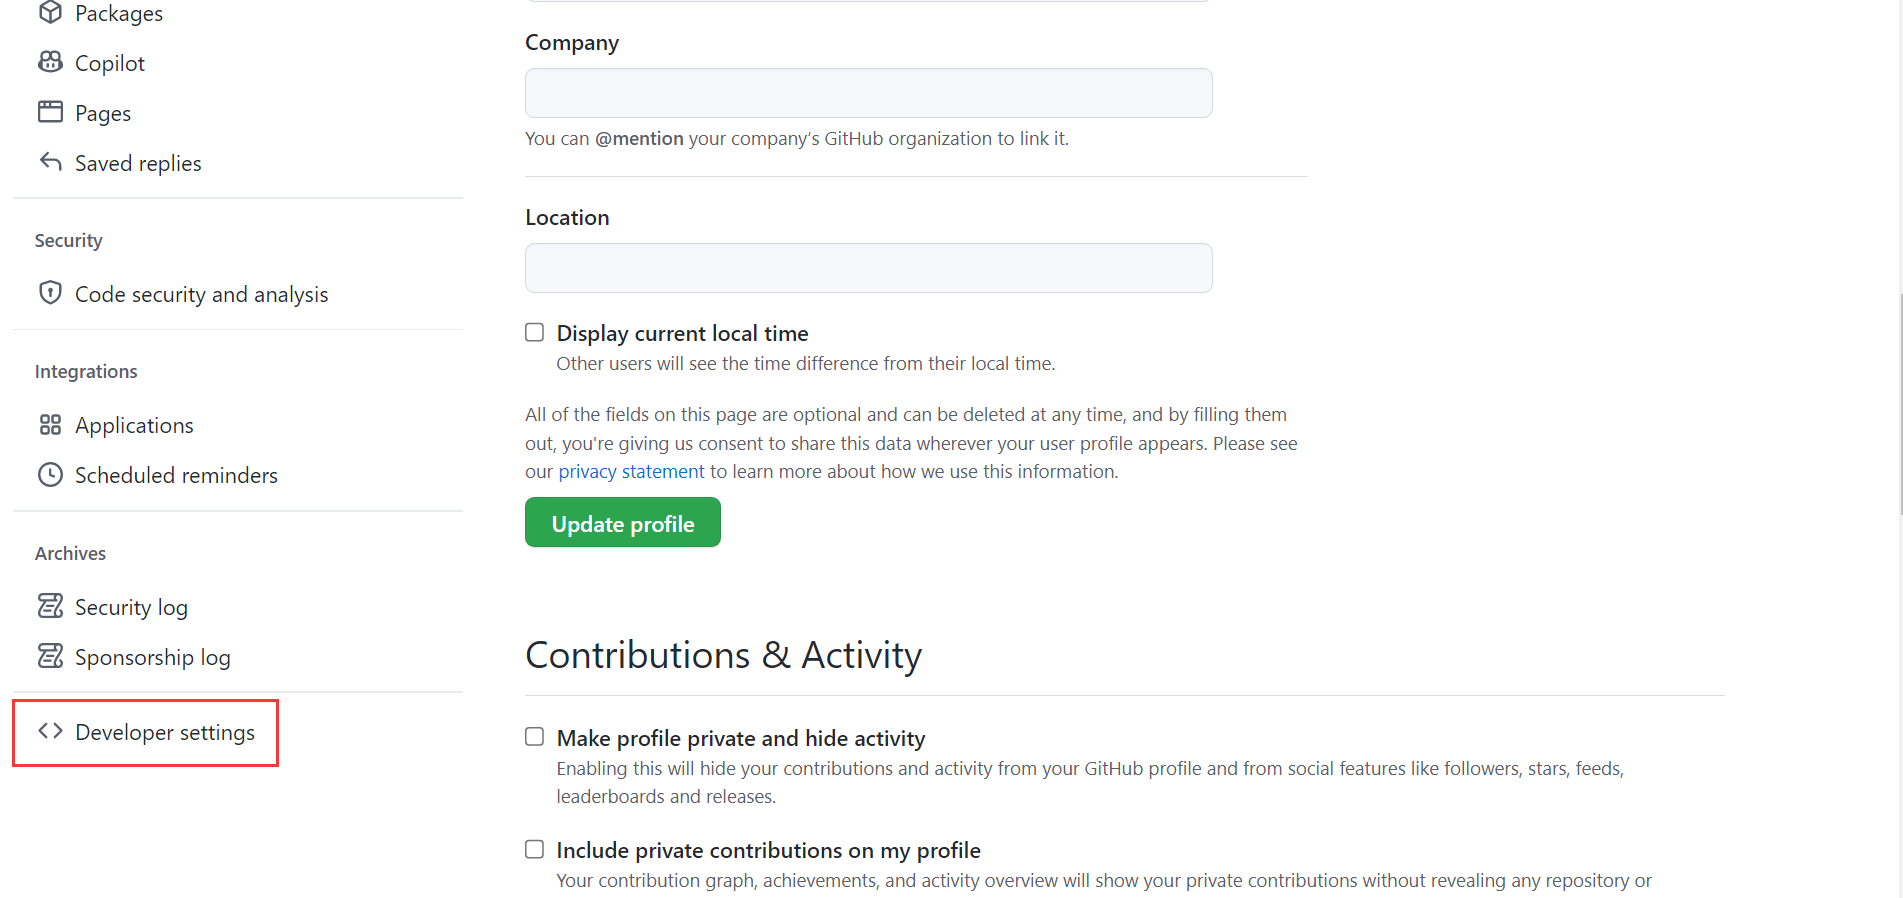 Packages
Copilot
Pages
Saved replies
Security
Code security and analysis
Integrations
Applications
Scheduled reminders
Archives
Security log
Sponsorship log
Developer settings
Company
You can @mention your company's GitHub organization to link it.
Location
Display current local time
Other users will see the time difference from their local time.
All of the fields on this page are optional and can be deleted at any time, and by filling them
out, you're giving us consent to share this data wherever your user profile appears. Please see
our privacy statement to learn more about how we use this information.
Update profile
Contributions & Activity
Make profile private and hide activity
Enabling this will hide your contributions and activity from your GitHub profile and from social features like followers, stars, feeds,
leaderboards and releases.
Include private contributions on my profile
Your contribution graph, achievements, and activity overview will show your private contributions without revealing any repository or